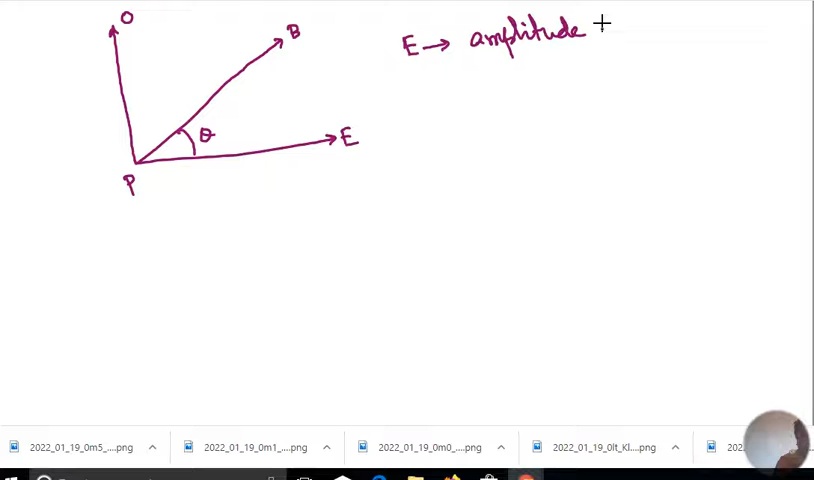 O
B
E → amplitude
θ
E
P
2022_01_19_0m5_....png
2022_01_19_0m1_....png
2022_01_19_0m0_....png
2022_01_19_0lt_Kl....png
202